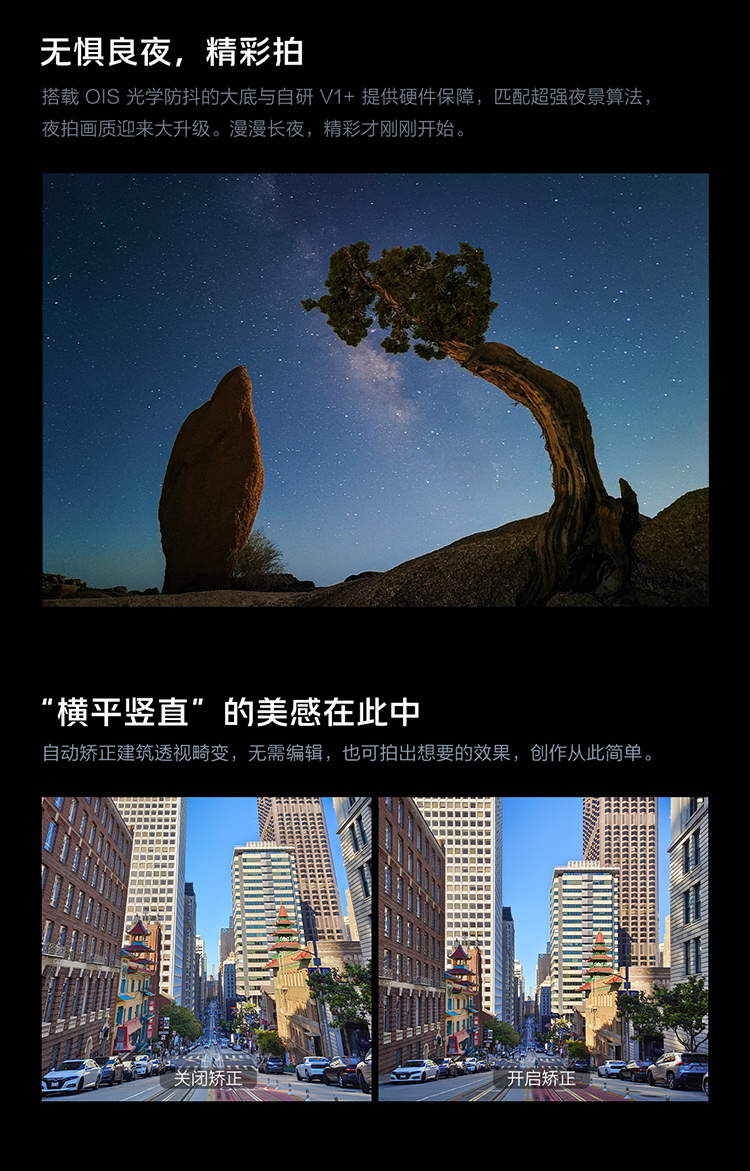 无惧良夜，精彩拍
搭载 OIS 光学防抖的大底与自研 V1+ 提供硬件保障，匹配超强夜景算法，
夜拍画质迎来大升级。漫漫长夜，精彩才刚刚开始。
“横平竖直”的美感在此中
自动矫正建筑透视畸变，无需编辑，也可拍出想要的效果，创作从此简单。
关闭矫正
开启矫正